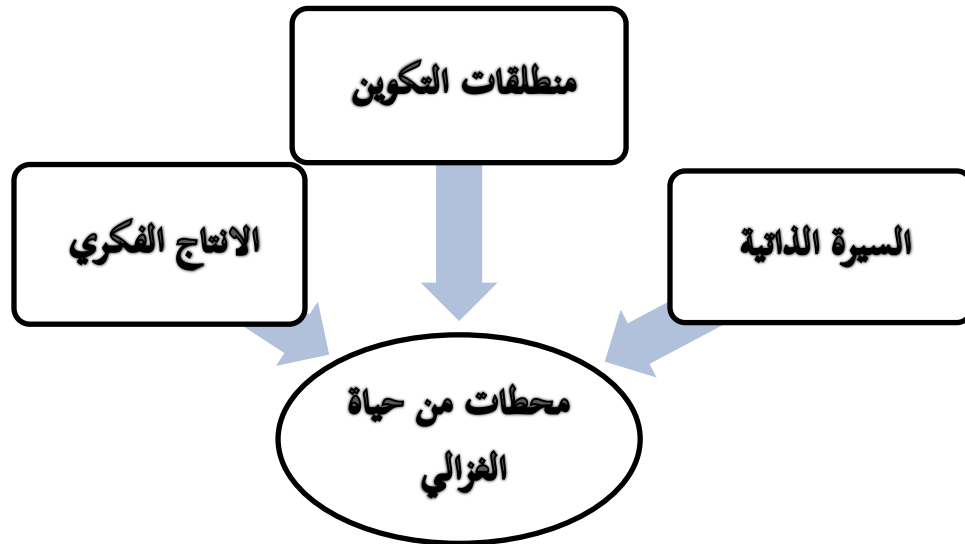 منطلقات التكوين
السيرة الذاتية
الانتاج الفكري
محطات من حياة
الغزالي